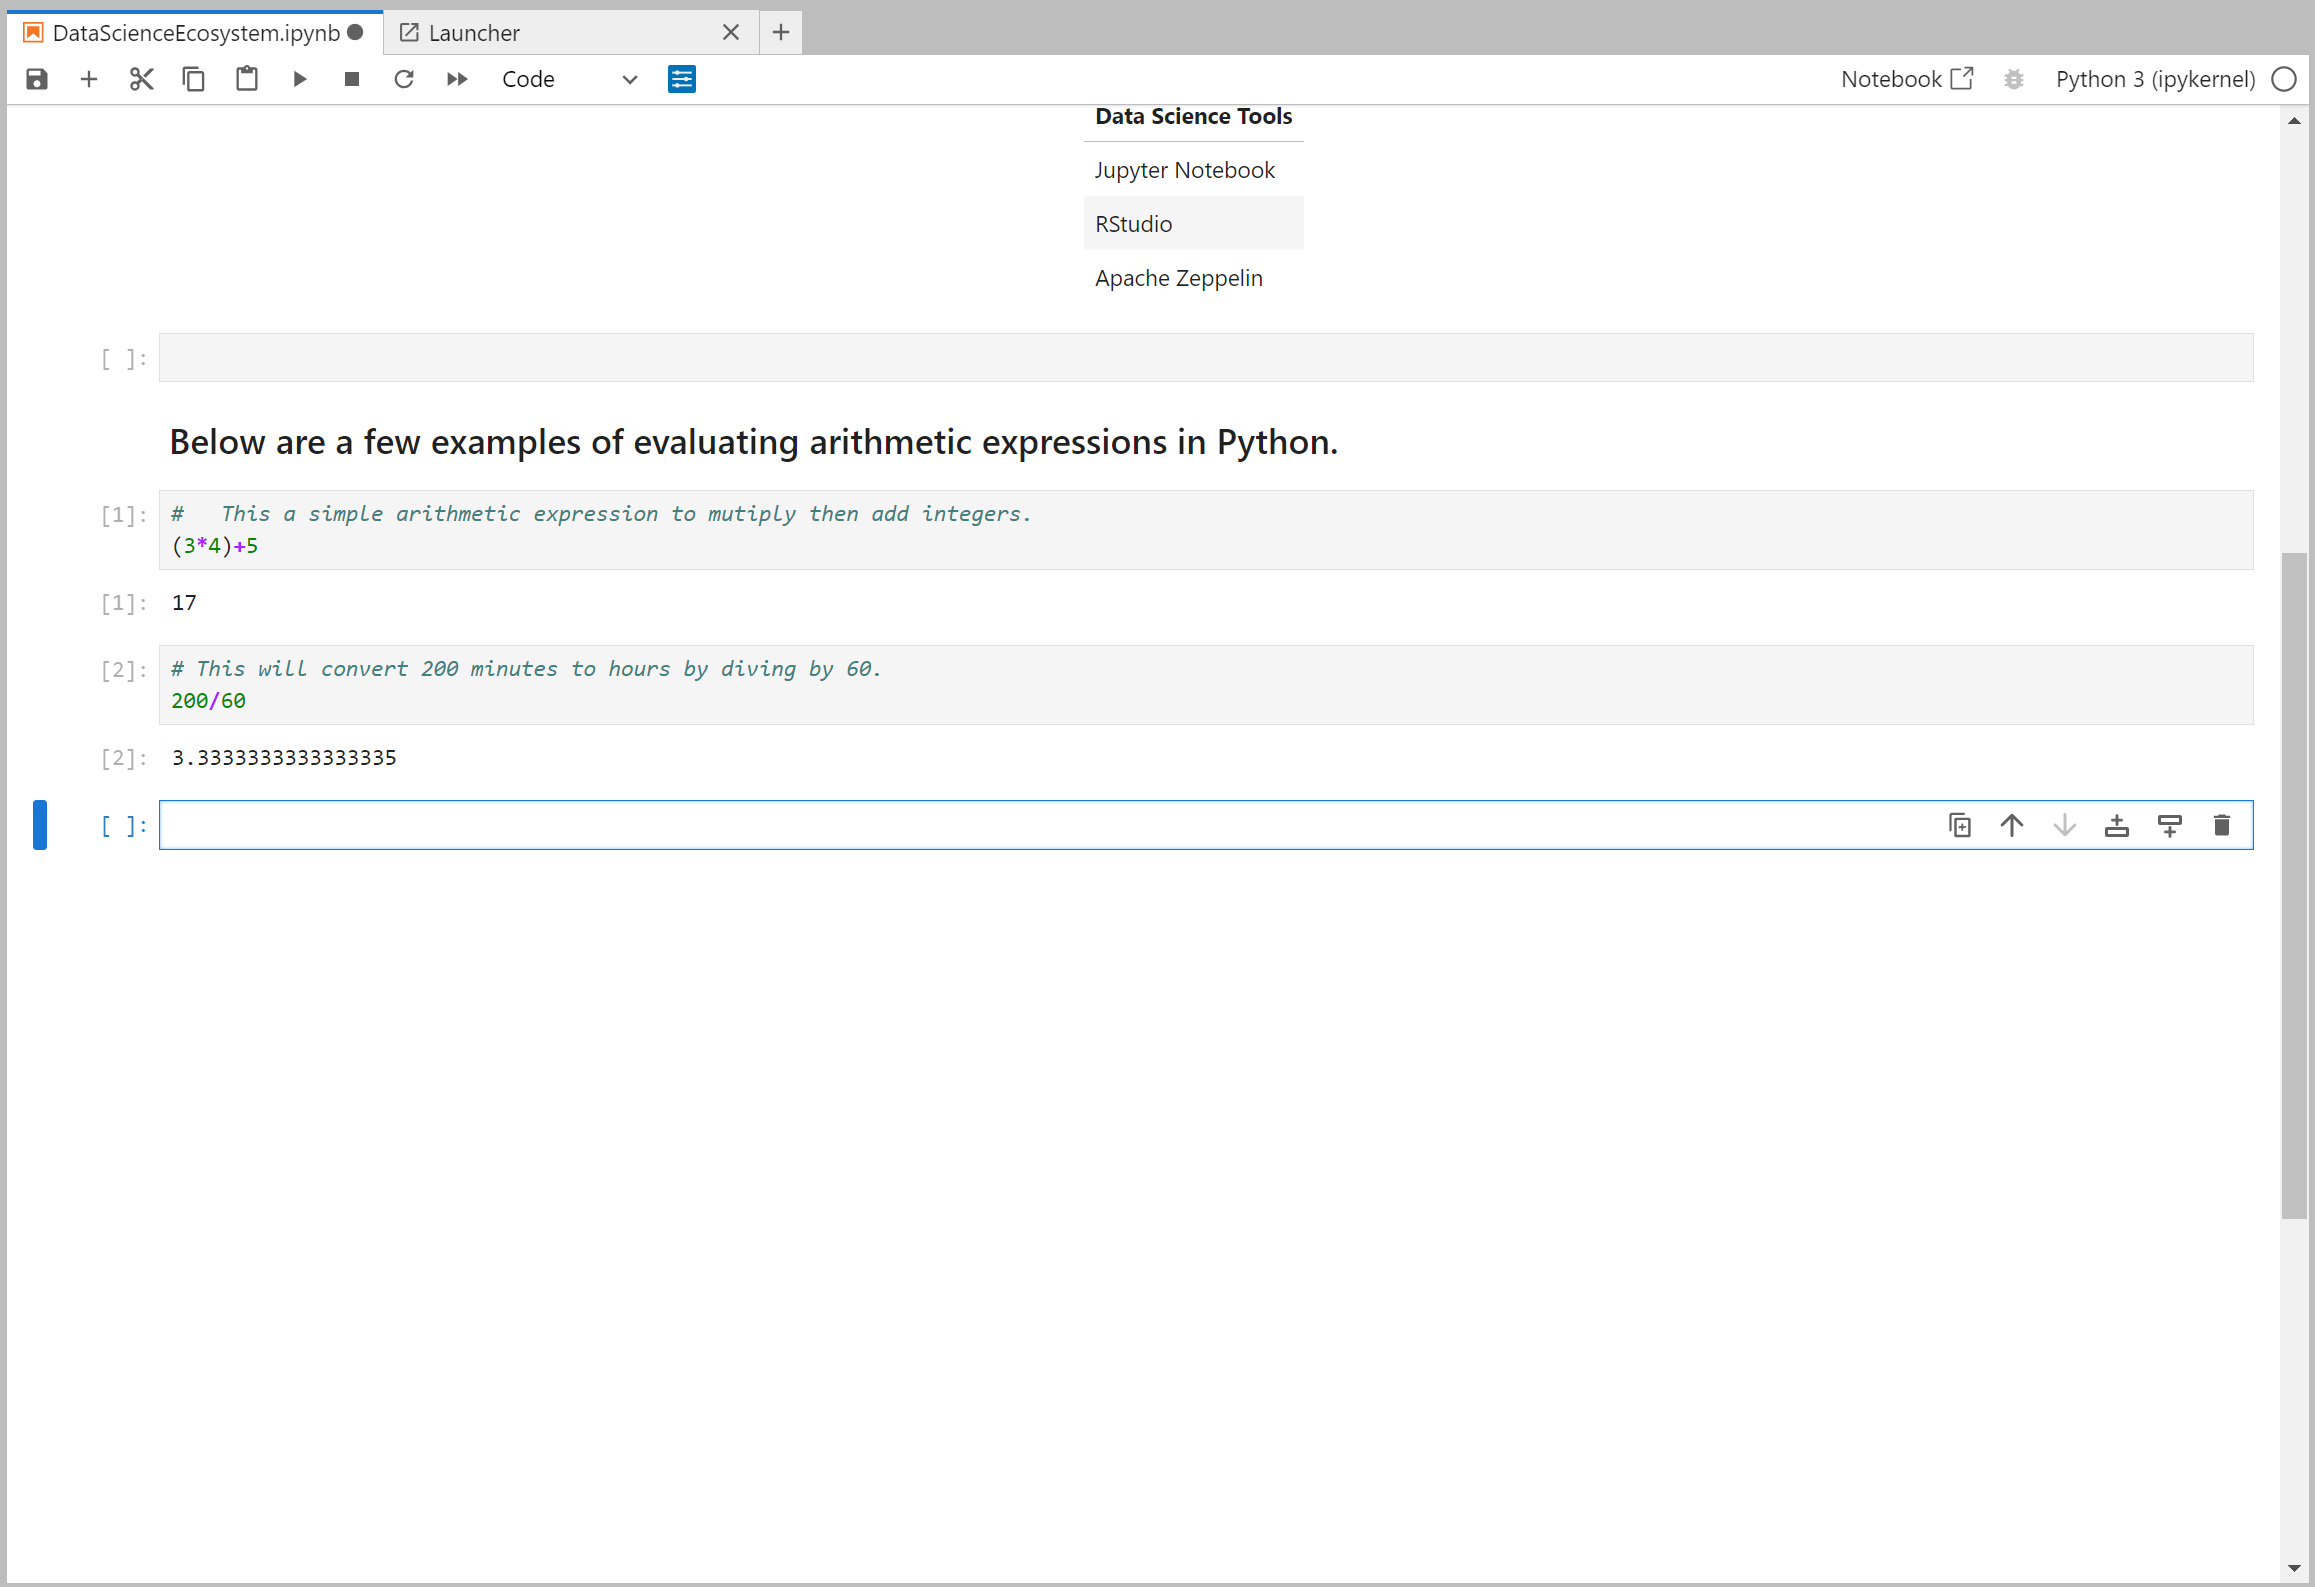 DataScienceEcosystem.ipynb
Launcher
Code
Notebook
Python 3 (ipykernel)
Data Science Tools
Jupyter Notebook
RStudio
Apache Zeppelin
[ ]:
Below are a few examples of evaluating arithmetic expressions in Python.
[1]: #   This a simple arithmetic expression to mutiply then add integers.
(3*4)+5
[1]: 17
[2]: # This will convert 200 minutes to hours by diving by 60.
200/60
[2]: 3.3333333333333335
[ ]: